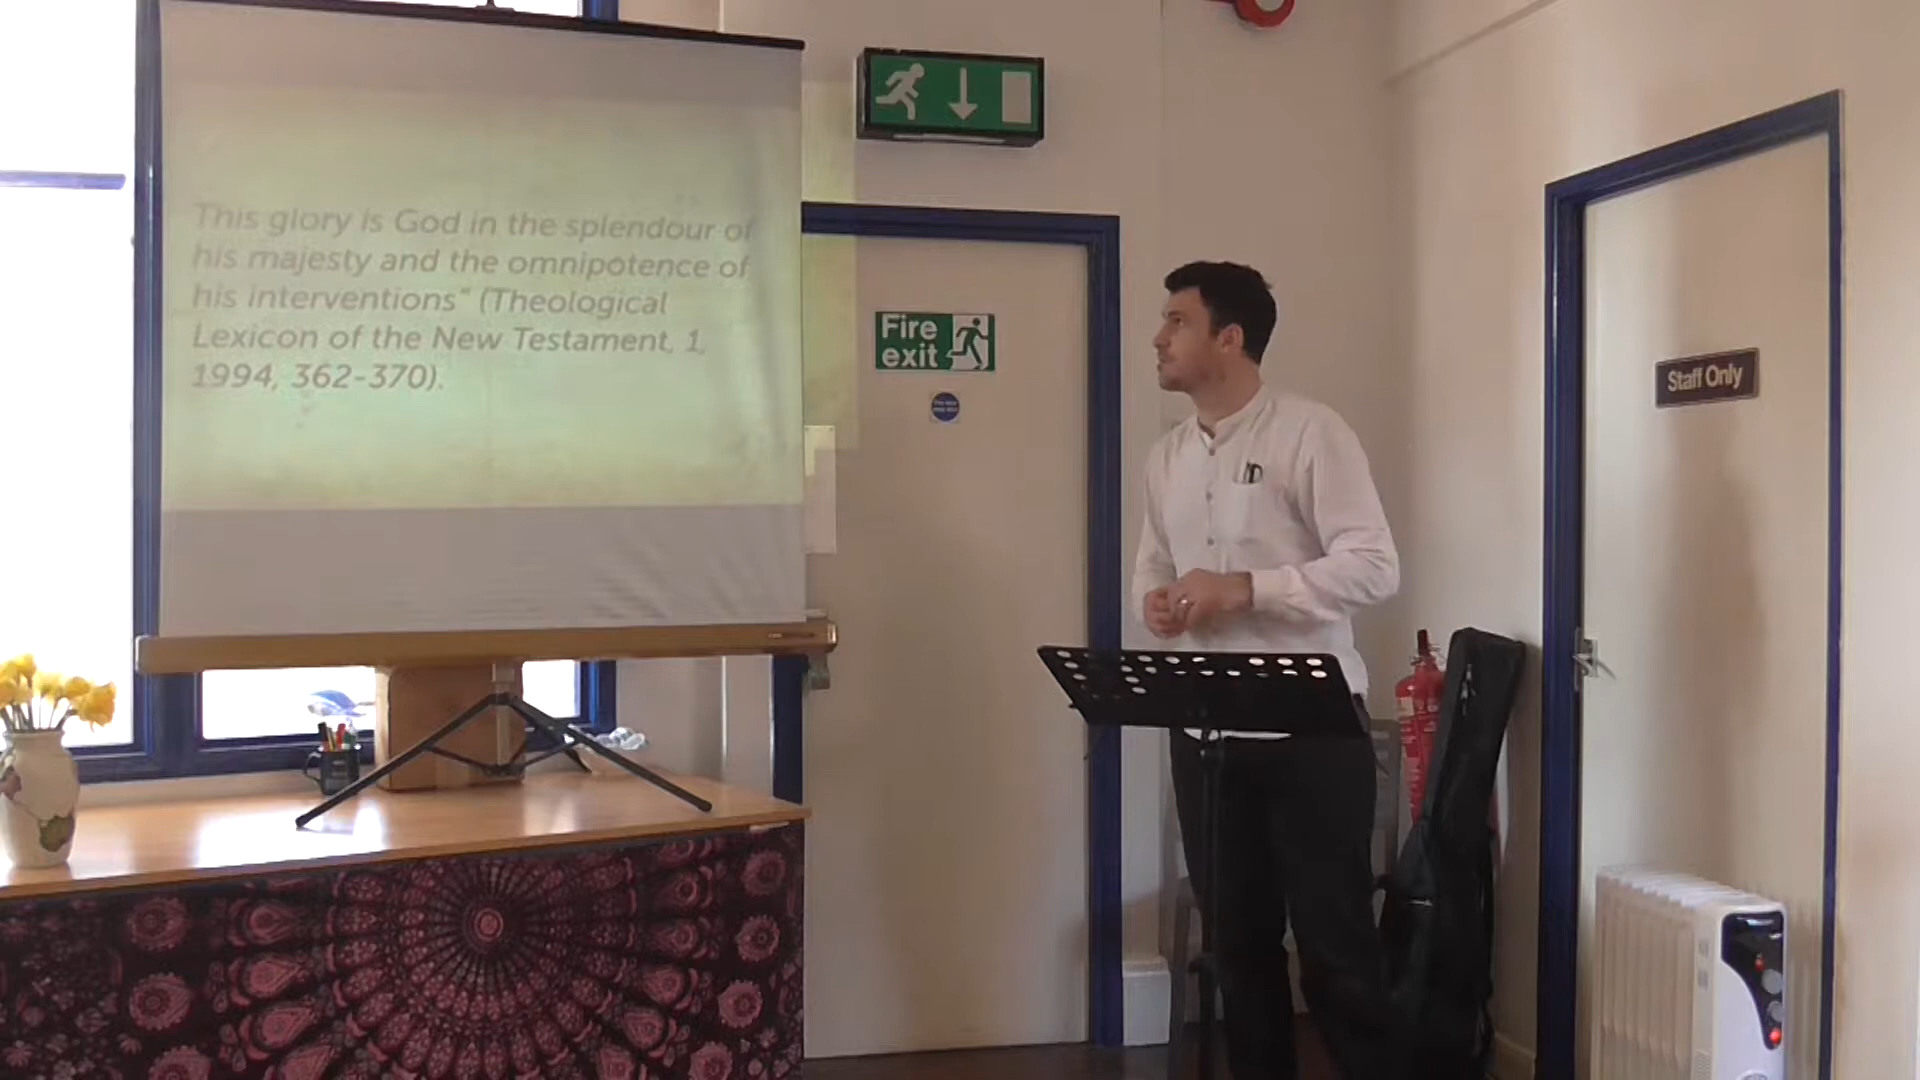 This glory is God in the splendour of
his majesty and the omnipotence of
his interventions" (Theological
Lexicon of the New Testament, 1,
1994, 362-370).
Fire
exit
Staff Only